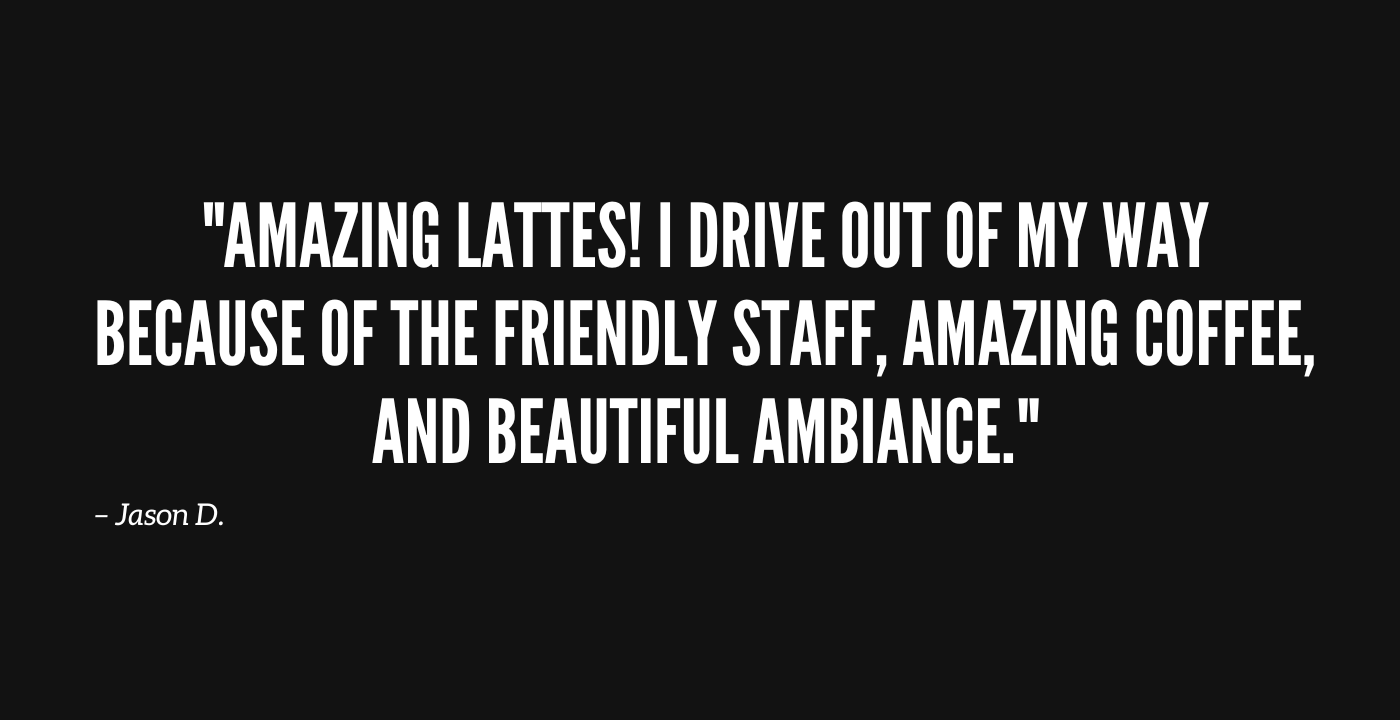 "AMAZING LATTES! I DRIVE OUT OF MY WAY
BECAUSE OF THE FRIENDLY STAFF, AMAZING COFFEE,
AND BEAUTIFUL AMBIANCE."
– Jason D.